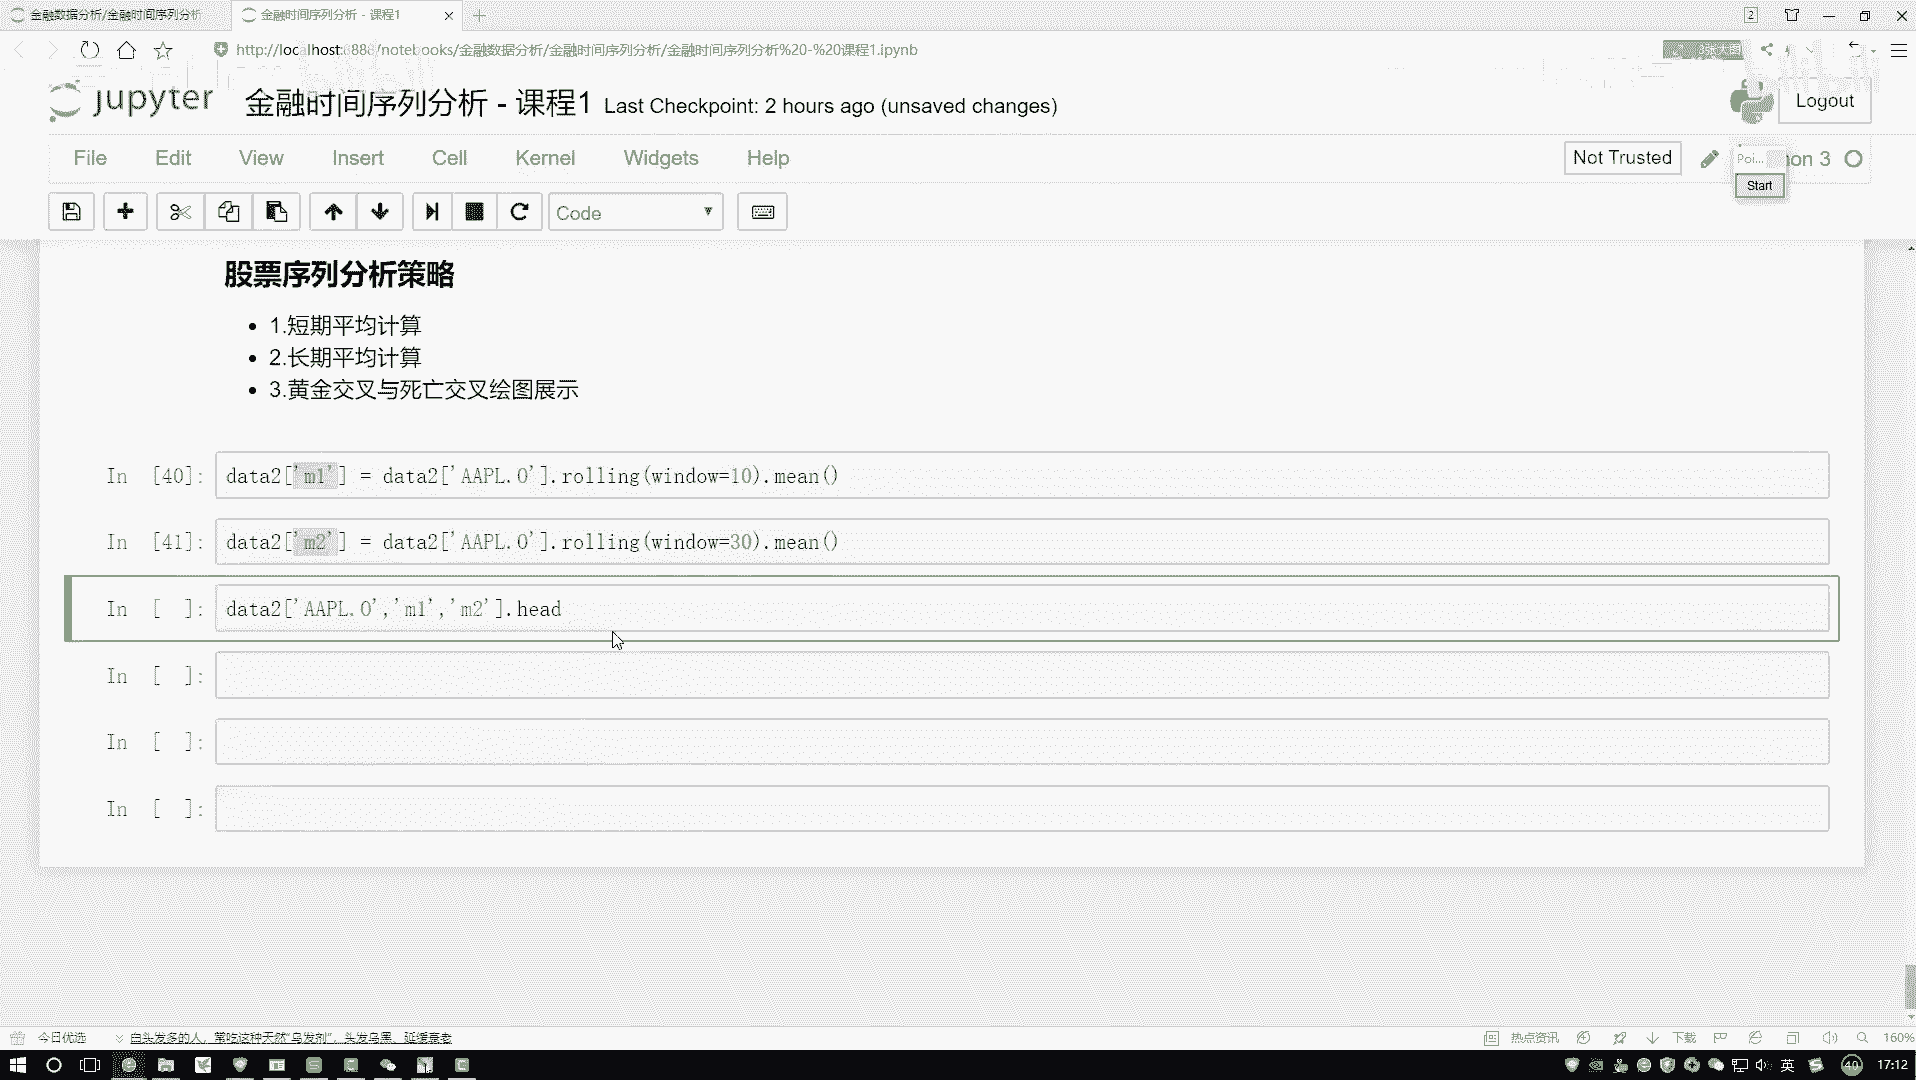 金融数据分析/金融时间序列分析
金融时间序列分析 - 课程1
2
/notebooks/金融数据分析/金融时间序列分析/金融时间序列分析%20-%20课程1.ipynb
3张大图
jupyter 金融时间序列分析 - 课程1 Last Checkpoint: 2 hours ago (unsaved changes)
Logout
File Edit View Insert Cell Kernel Widgets Help
Not Trusted
Poi...
3
Start
Code
股票序列分析策略
• 1.短期平均计算
• 2.长期平均计算
• 3.黄金交叉与死亡交叉绘图展示
In [40]: data2['m1'] = data2['AAPL.O'].rolling(window=10).mean()
In [41]: data2['m2'] = data2['AAPL.O'].rolling(window=30).mean()
In [ ]: data2['AAPL.O','m1','m2'].head
In [ ]:
In [ ]:
In [ ]:
今日优选
白头发多的人，常吃这种天然“乌发剂”，头发乌黑、延缓衰老
热点资讯
下载
160%
英
40
17:12